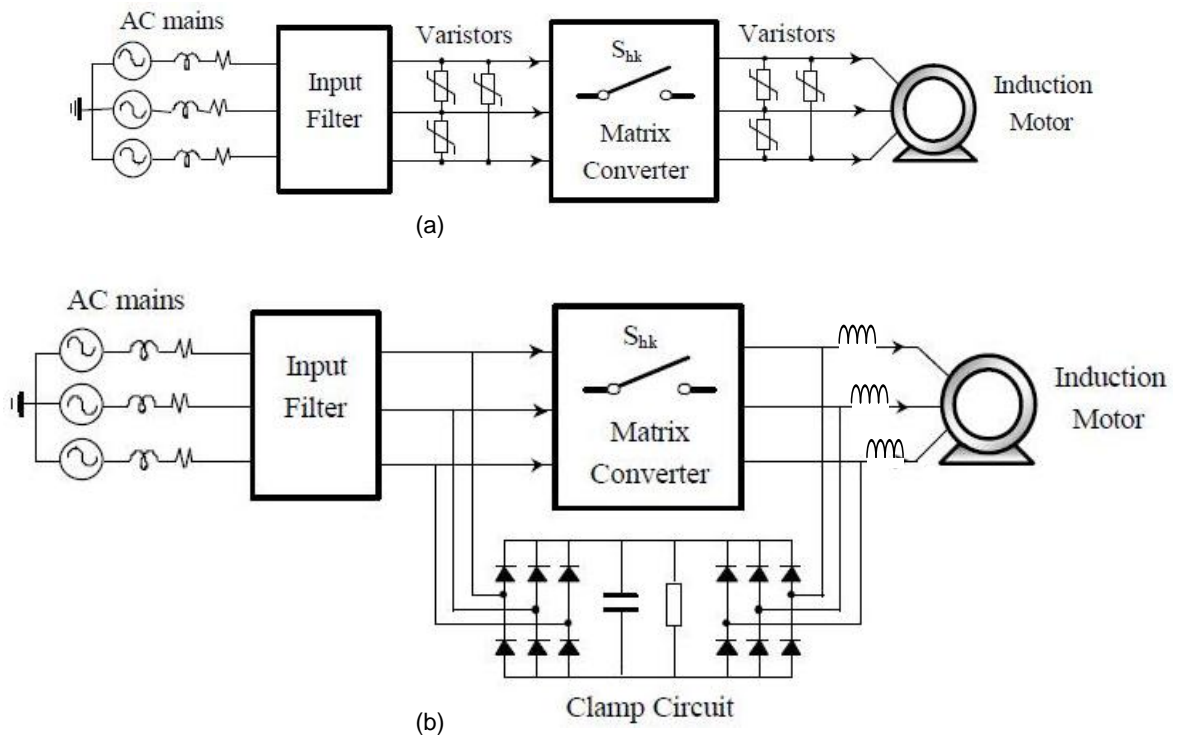 AC mains
Input
Filter
Varistors
Shk
Matrix
Converter
Varistors
Induction
Motor
(a)
AC mains
Input
Filter
Shk
Matrix
Converter
Induction
Motor
Clamp Circuit
(b)